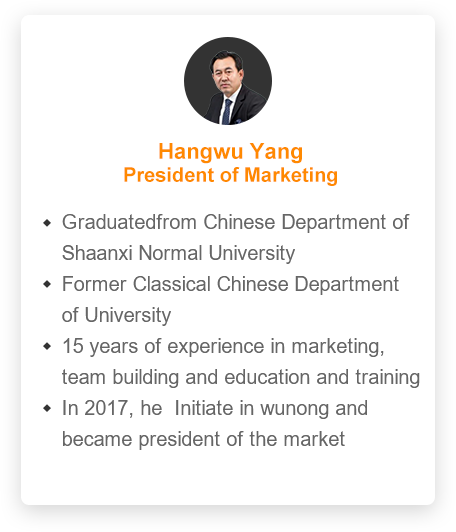 Hangwu Yang
President of Marketing
Graduatedfrom Chinese Department of
Shaanxi Normal University
Former Classical Chinese Department
of University
15 years of experience in marketing,
team building and education and training
In 2017, he  Initiate in wunong and
became president of the market